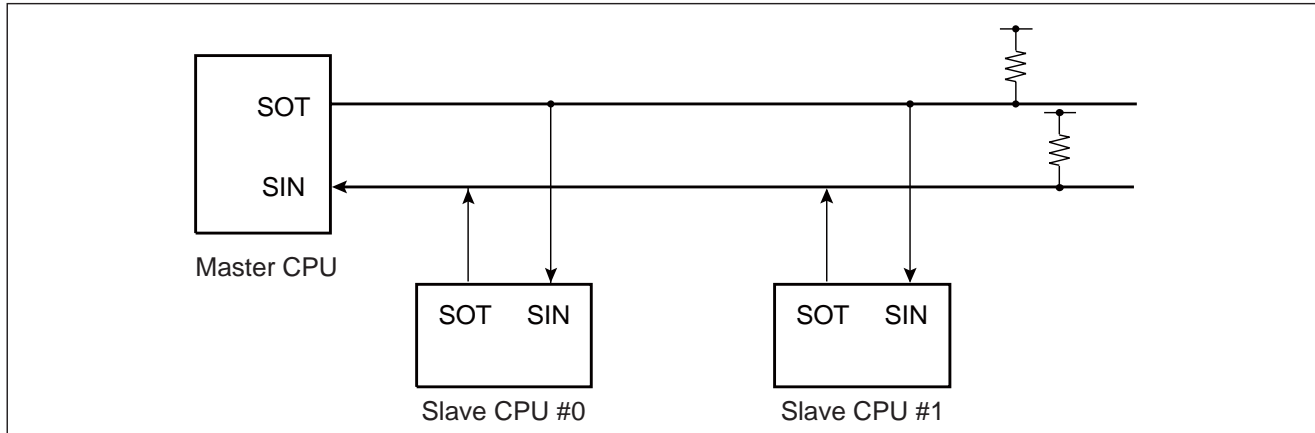 SOT
SIN
Master CPU
SOT SIN
Slave CPU #0
SOT SIN
Slave CPU #1